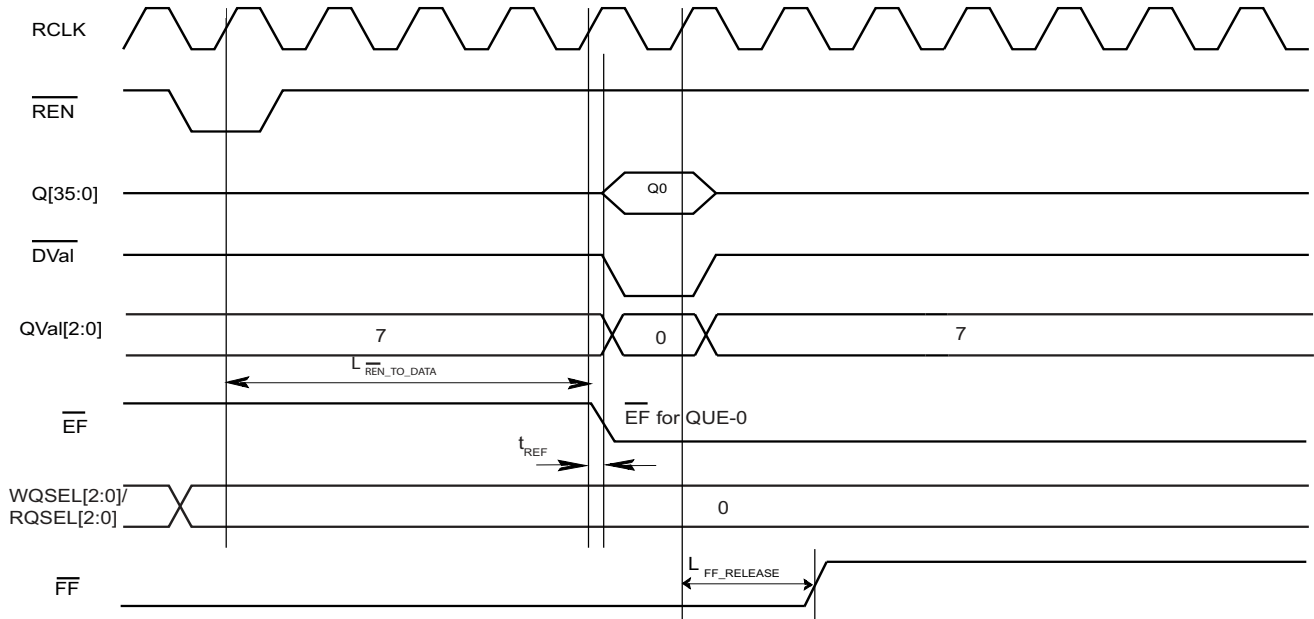 RCLK
REN
Q[35:0]
Q0
DVal
QVal[2:0]
7
0
7
L REN_TO_DATA
EF
EF for QUE-0
tREF
WQSEL[2:0]/
RQSEL[2:0]
0
L FF_RELEASE
FF